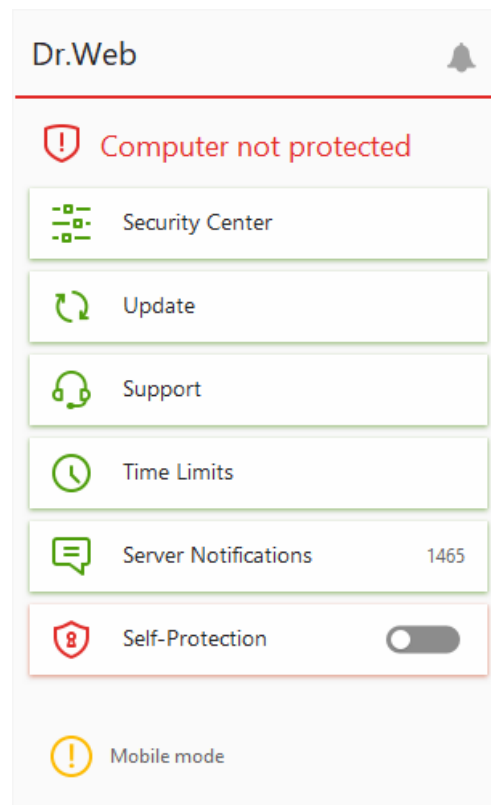 Dr.Web
Computer not protected
Security Center
Update
Support
Time Limits
Server Notifications 1465
Self-Protection
Mobile mode